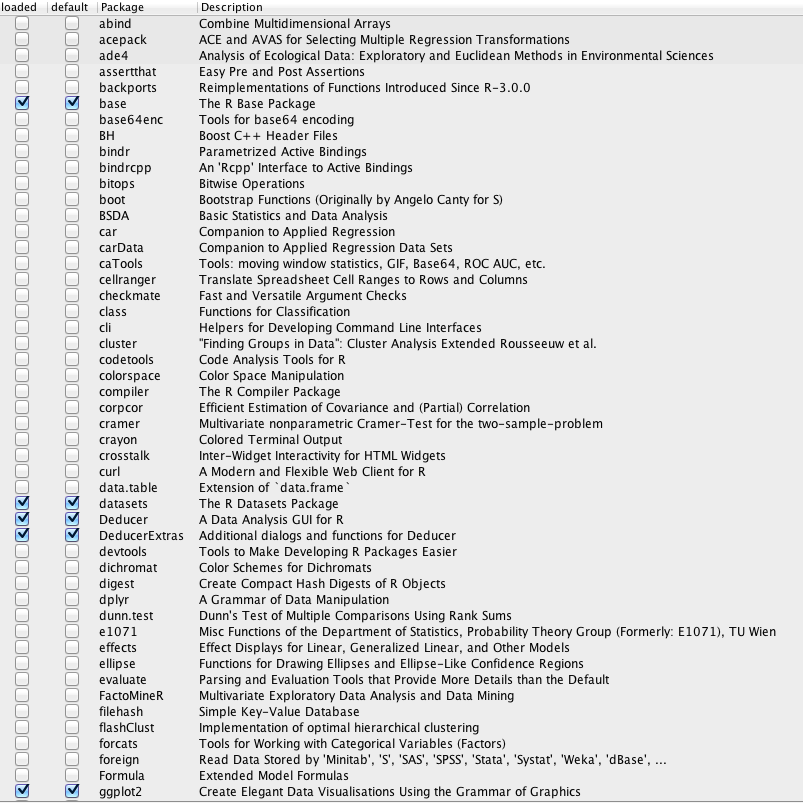 loaded default Package Description
abind Combine Multidimensional Arrays
acepack ACE and AVAS for Selecting Multiple Regression Transformations
ade4 Analysis of Ecological Data: Exploratory and Euclidean Methods in Environmental Sciences
assertthat Easy Pre and Post Assertions
backports Reimplementations of Functions Introduced Since R-3.0.0
base The R Base Package
base64enc Tools for base64 encoding
BH Boost C++ Header Files
bindr Parametrized Active Bindings
bindrcpp An 'Rcpp' Interface to Active Bindings
bitops Bitwise Operations
boot Bootstrap Functions (Originally by Angelo Canty for S)
BSDA Basic Statistics and Data Analysis
car Companion to Applied Regression
carData Companion to Applied Regression Data Sets
caTools Tools: moving window statistics, GIF, Base64, ROC AUC, etc.
cellranger Translate Spreadsheet Cell Ranges to Rows and Columns
checkmate Fast and Versatile Argument Checks
class Functions for Classification
cli Helpers for Developing Command Line Interfaces
cluster "Finding Groups in Data": Cluster Analysis Extended Rousseeuw et al.
codetools Code Analysis Tools for R
colorspace Color Space Manipulation
compiler The R Compiler Package
corpcor Efficient Estimation of Covariance and (Partial) Correlation
cramer Multivariate nonparametric Cramer-Test for the two-sample-problem
crayon Colored Terminal Output
crosstalk Inter-Widget Interactivity for HTML Widgets
curl A Modern and Flexible Web Client for R
data.table Extension of `data.frame`
datasets The R Datasets Package
Deducer A Data Analysis GUI for R
DeducerExtras Additional dialogs and functions for Deducer
devtools Tools to Make Developing R Packages Easier
dichromat Color Schemes for Dichromats
digest Create Compact Hash Digests of R Objects
dplyr A Grammar of Data Manipulation
dunn.test Dunn's Test of Multiple Comparisons Using Rank Sums
e1071 Misc Functions of the Department of Statistics, Probability Theory Group (Formerly: E1071), TU Wien
effects Effect Displays for Linear, Generalized Linear, and Other Models
ellipse Functions for Drawing Ellipses and Ellipse-Like Confidence Regions
evaluate Parsing and Evaluation Tools that Provide More Details than the Default
FactoMineR Multivariate Exploratory Data Analysis and Data Mining
filehash Simple Key-Value Database
flashClust Implementation of optimal hierarchical clustering
forcats Tools for Working with Categorical Variables (Factors)
foreign Read Data Stored by 'Minitab', 'S', 'SAS', 'SPSS', 'Stata', 'Systat', 'Weka', 'dBase', ...
Formula Extended Model Formulas
ggplot2 Create Elegant Data Visualisations Using the Grammar of Graphics